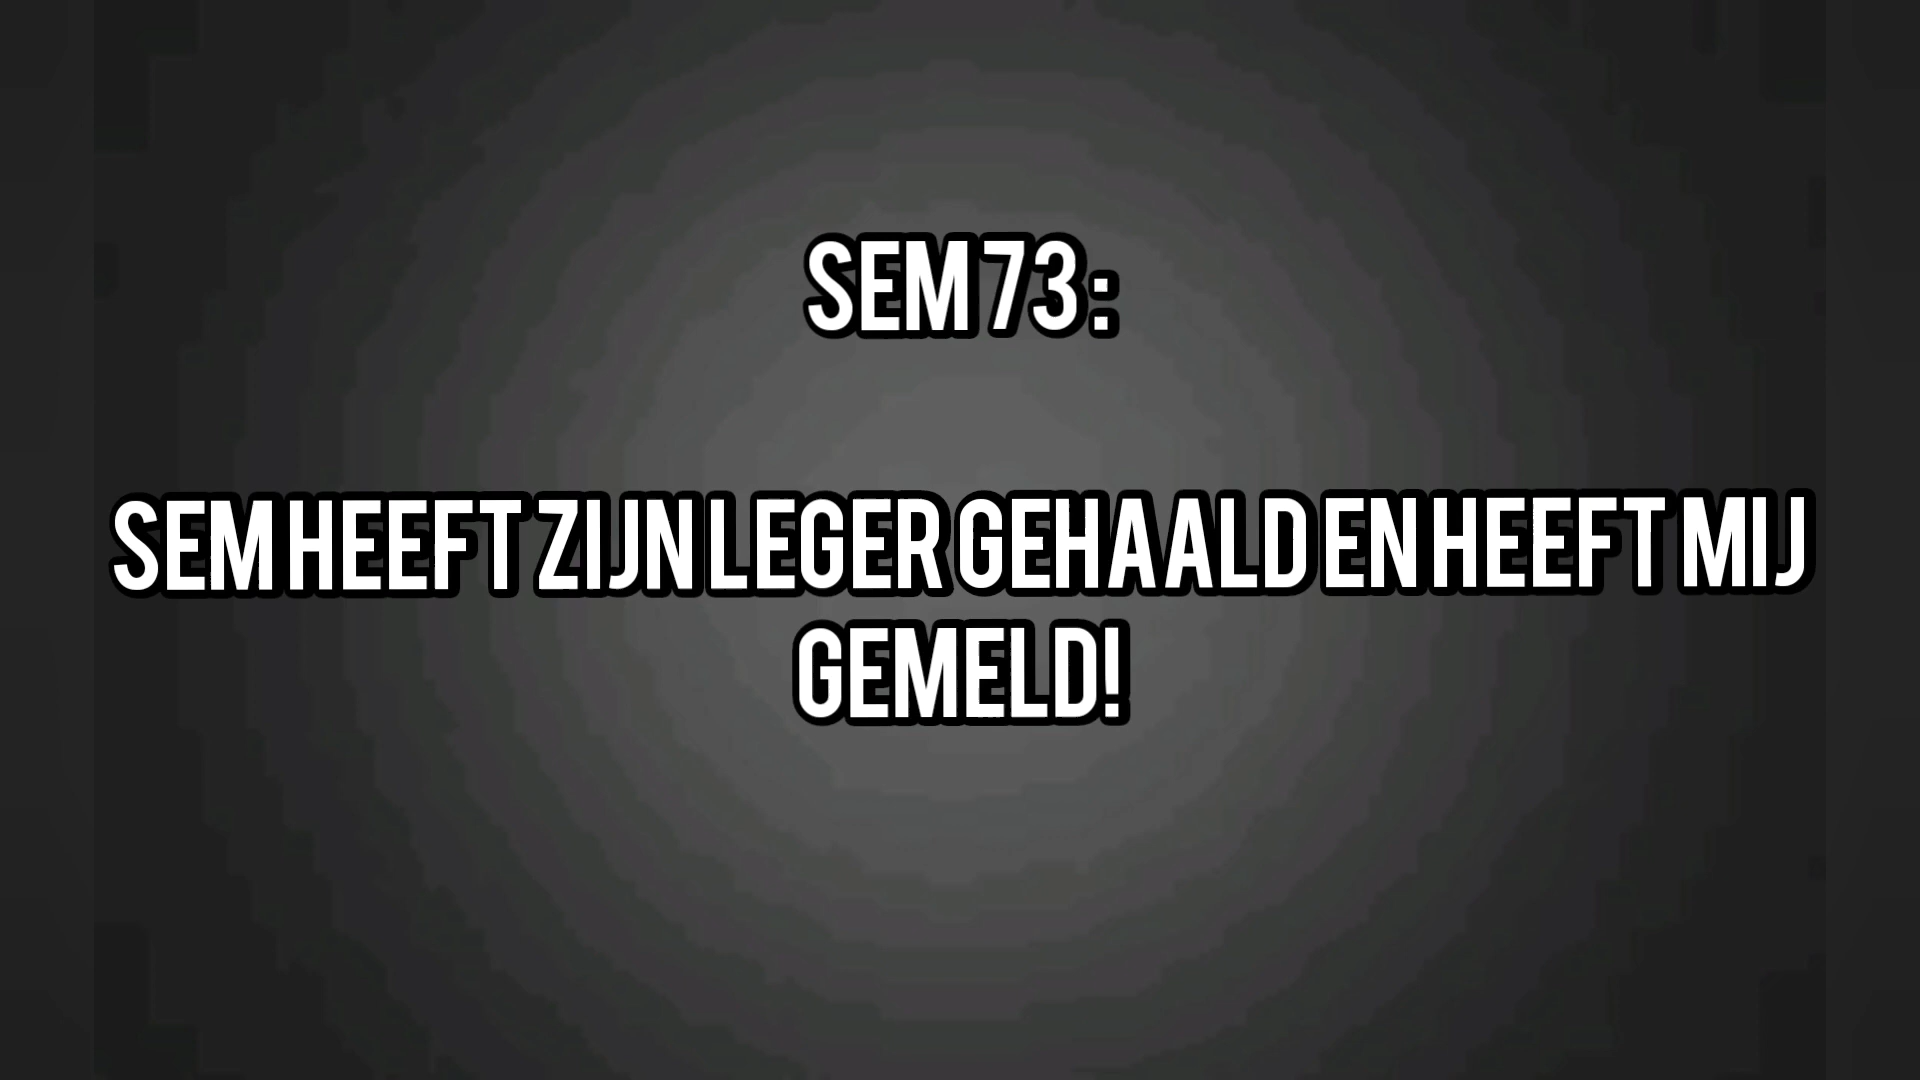 SEM 73 :
SEM HEEFT ZIJN LEGER GEHAALD EN HEEFT MIJ
GEMELD!